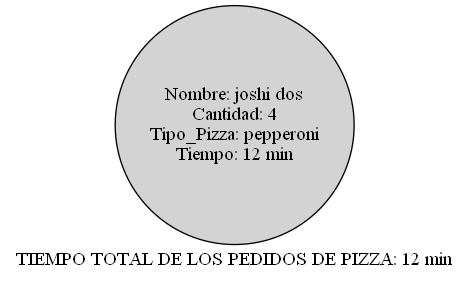 Nombre: joshi dos
Cantidad: 4
Tipo_Pizza: pepperoni
Tiempo: 12 min
TIEMPO TOTAL DE LOS PEDIDOS DE PIZZA: 12 min